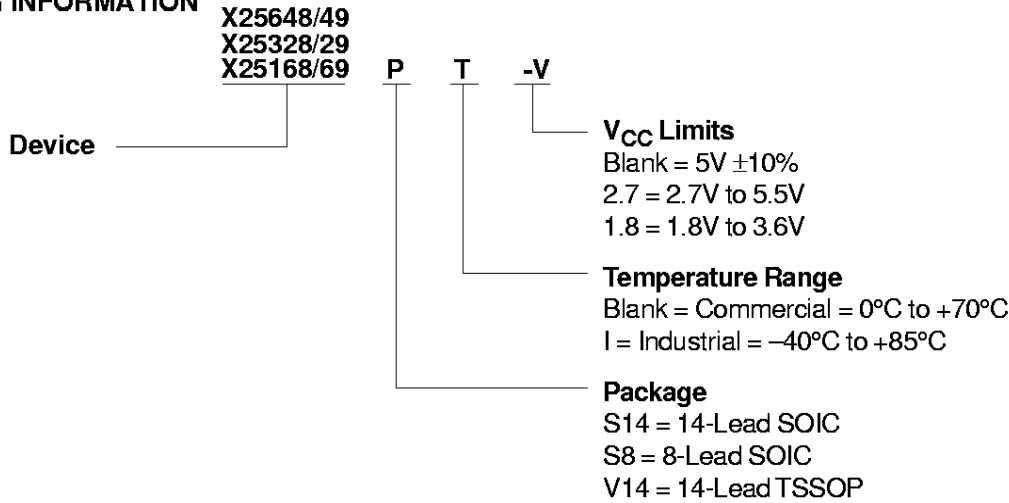 INFORMATION
X25648/49
X25328/29
X25168/69 P T -V
Device
VCC Limits
Blank = 5V ±10%
2.7 = 2.7V to 5.5V
1.8 = 1.8V to 3.6V
Temperature Range
Blank = Commercial = 0°C to +70°C
I = Industrial = –40°C to +85°C
Package
S14 = 14-Lead SOIC
S8 = 8-Lead SOIC
V14 = 14-Lead TSSOP